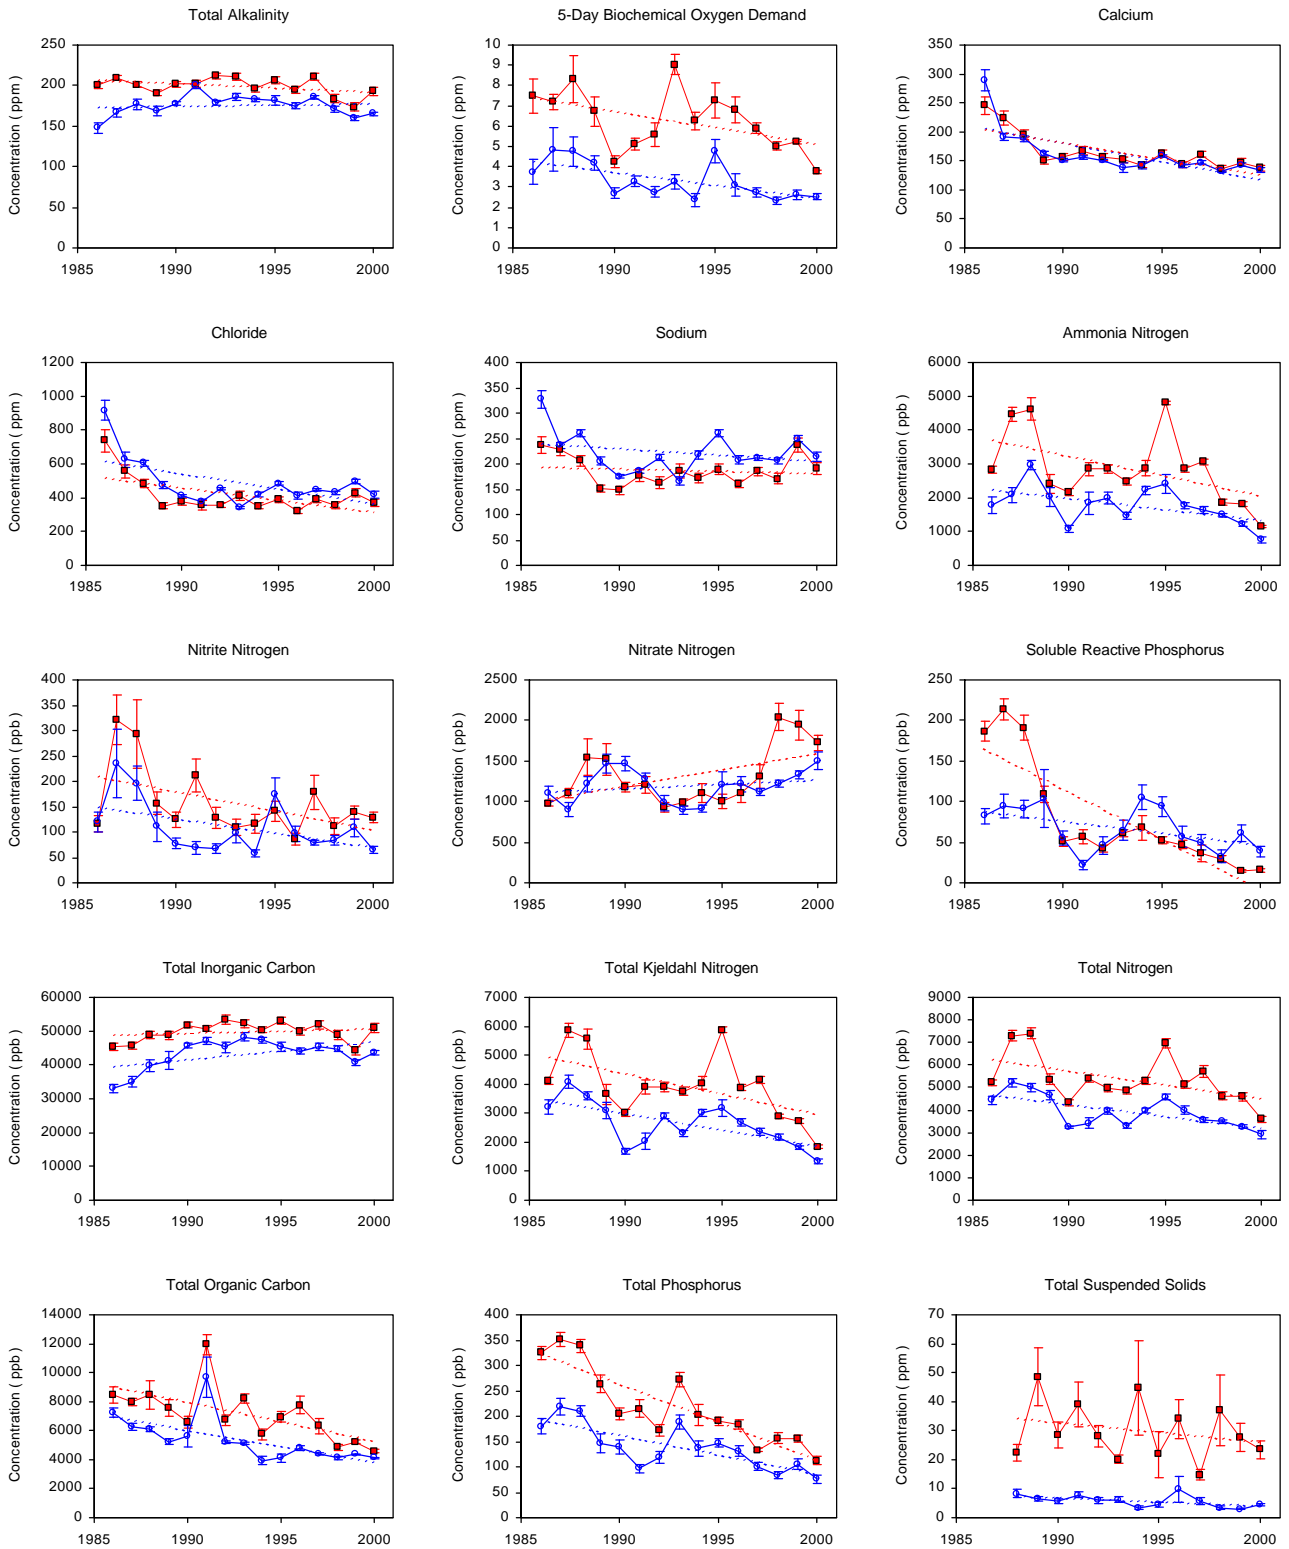 Total Alkalinity
Concentration ( ppm )
250
200
150
100
50
0
1985 1990 1995 2000
5-Day Biochemical Oxygen Demand
Concentration ( ppm )
10
9
8
7
6
5
4
3
2
1
0
1985 1990 1995 2000
Calcium
Concentration ( ppm )
350
300
250
200
150
100
50
0
1985 1990 1995 2000
Chloride
Concentration ( ppm )
1200
1000
800
600
400
200
0
1985 1990 1995 2000
Sodium
Concentration ( ppm )
400
350
300
250
200
150
100
50
0
1985 1990 1995 2000
Ammonia Nitrogen
Concentration ( ppb )
6000
5000
4000
3000
2000
1000
0
1985 1990 1995 2000
Nitrite Nitrogen
Concentration ( ppb )
400
350
300
250
200
150
100
50
0
1985 1990 1995 2000
Nitrate Nitrogen
Concentration ( ppb )
2500
2000
1500
1000
500
0
1985 1990 1995 2000
Soluble Reactive Phosphorus
Concentration ( ppb )
250
200
150
100
50
0
1985 1990 1995 2000
Total Inorganic Carbon
Concentration ( ppb )
60000
50000
40000
30000
20000
10000
0
1985 1990 1995 2000
Total Kjeldahl Nitrogen
Concentration ( ppb )
7000
6000
5000
4000
3000
2000
1000
0
1985 1990 1995 2000
Total Nitrogen
Concentration ( ppb )
9000
8000
7000
6000
5000
4000
3000
2000
1000
0
1985 1990 1995 2000
Total Organic Carbon
Concentration ( ppb )
14000
12000
10000
8000
6000
4000
2000
0
1985 1990 1995 2000
Total Phosphorus
Concentration ( ppb )
400
350
300
250
200
150
100
50
0
1985 1990 1995 2000
Total Suspended Solids
Concentration ( ppm )
70
60
50
40
30
20
10
0
1985 1990 1995 2000